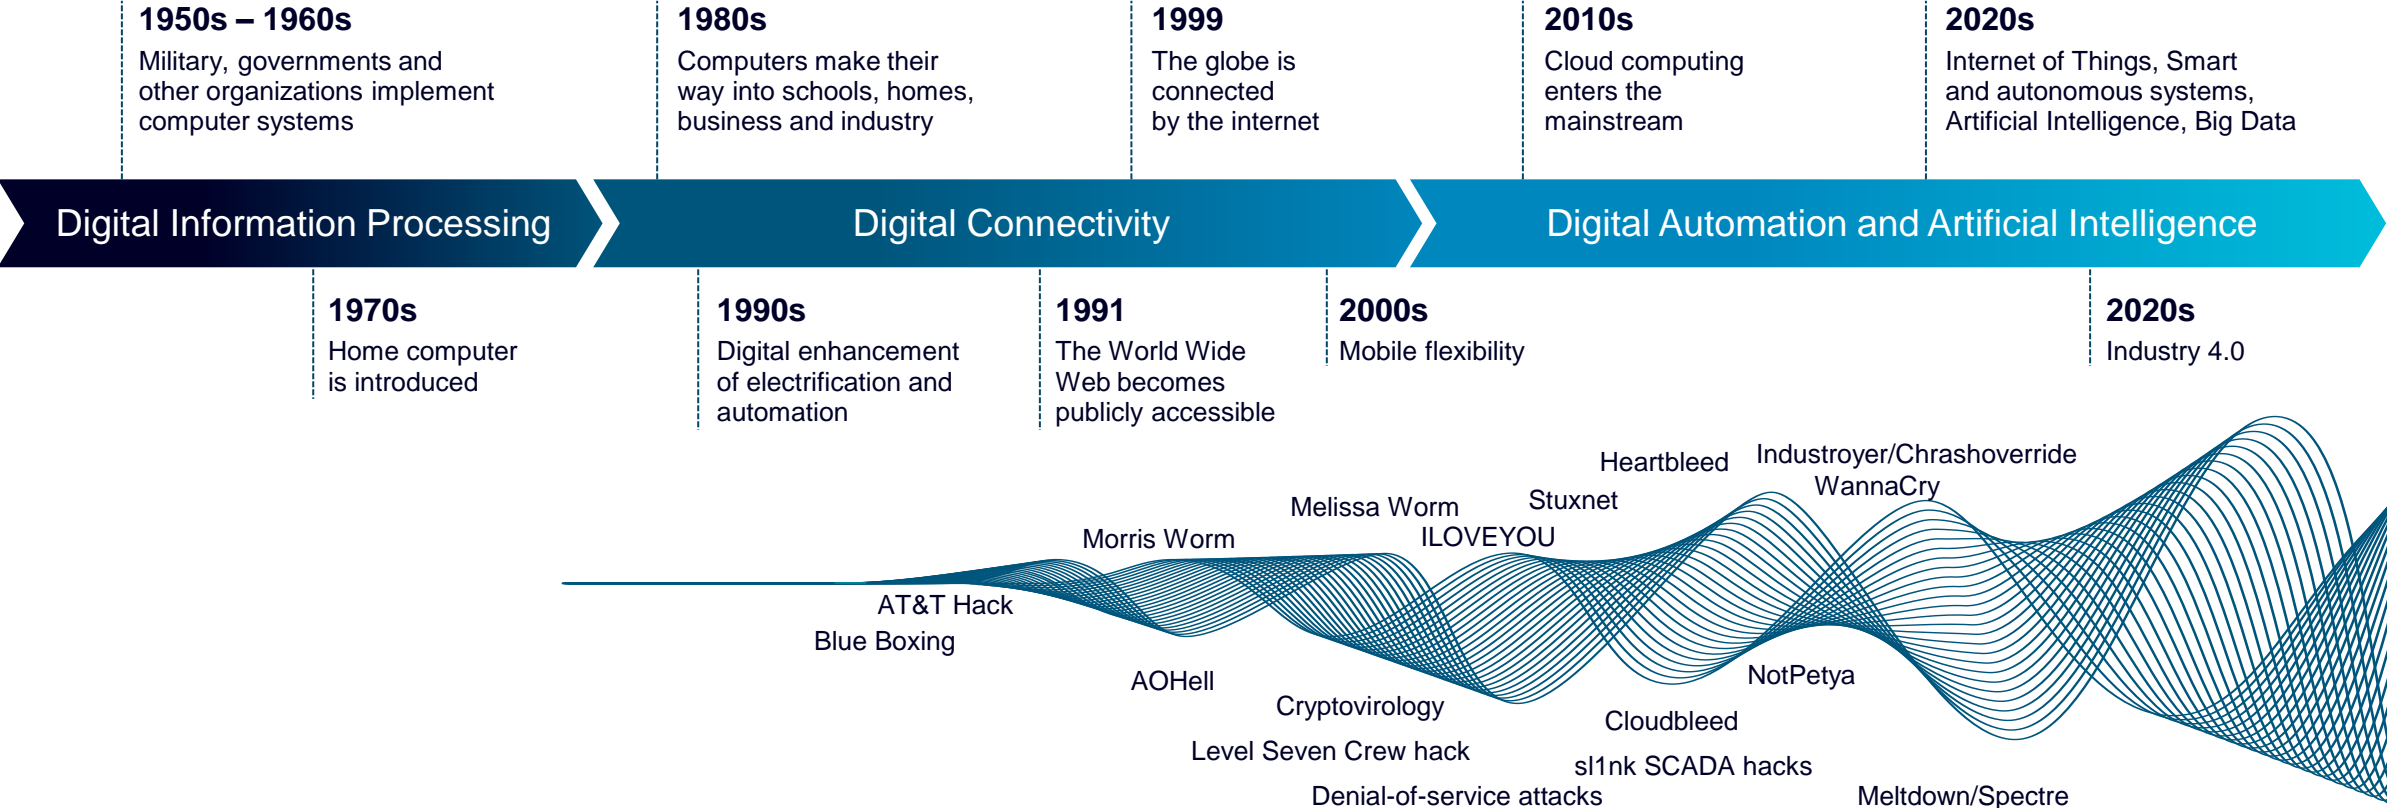 1950s – 1960s
Military, governments and
other organizations implement
computer systems
1980s
Computers make their
way into schools, homes,
business and industry
1999
The globe is
connected
by the internet
2010s
Cloud computing
enters the
mainstream
2020s
Internet of Things, Smart
and autonomous systems,
Artificial Intelligence, Big Data
Digital Information Processing
Digital Connectivity
Digital Automation and Artificial Intelligence
1970s
Home computer
is introduced
1990s
Digital enhancement
of electrification and
automation
1991
The World Wide
Web becomes
publicly accessible
2000s
Mobile flexibility
2020s
Industry 4.0
Heartbleed
Industroyer/Chrashoverride
WannaCry
Stuxnet
Melissa Worm
ILOVEYOU
Morris Worm
AT&T Hack
Blue Boxing
AOHell
NotPetya
Cryptovirology
Cloudbleed
Level Seven Crew hack
sl1nk SCADA hacks
Denial-of-service attacks
Meltdown/Spectre